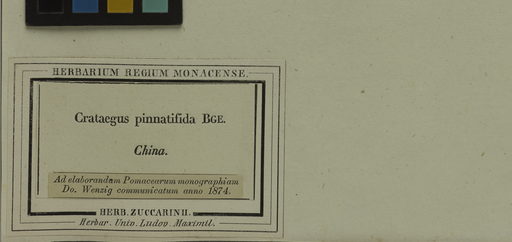 HERBARIUM REGIUM MONACENSE.
Crataegus pinnatifida BGE.
China.
Ad elaborandam Pomacearum monographiam
Do. Wenzig communicatum anno 1874.
HERB. ZUCCARINII.
Herbar. Univ. Ludov. Maximil.